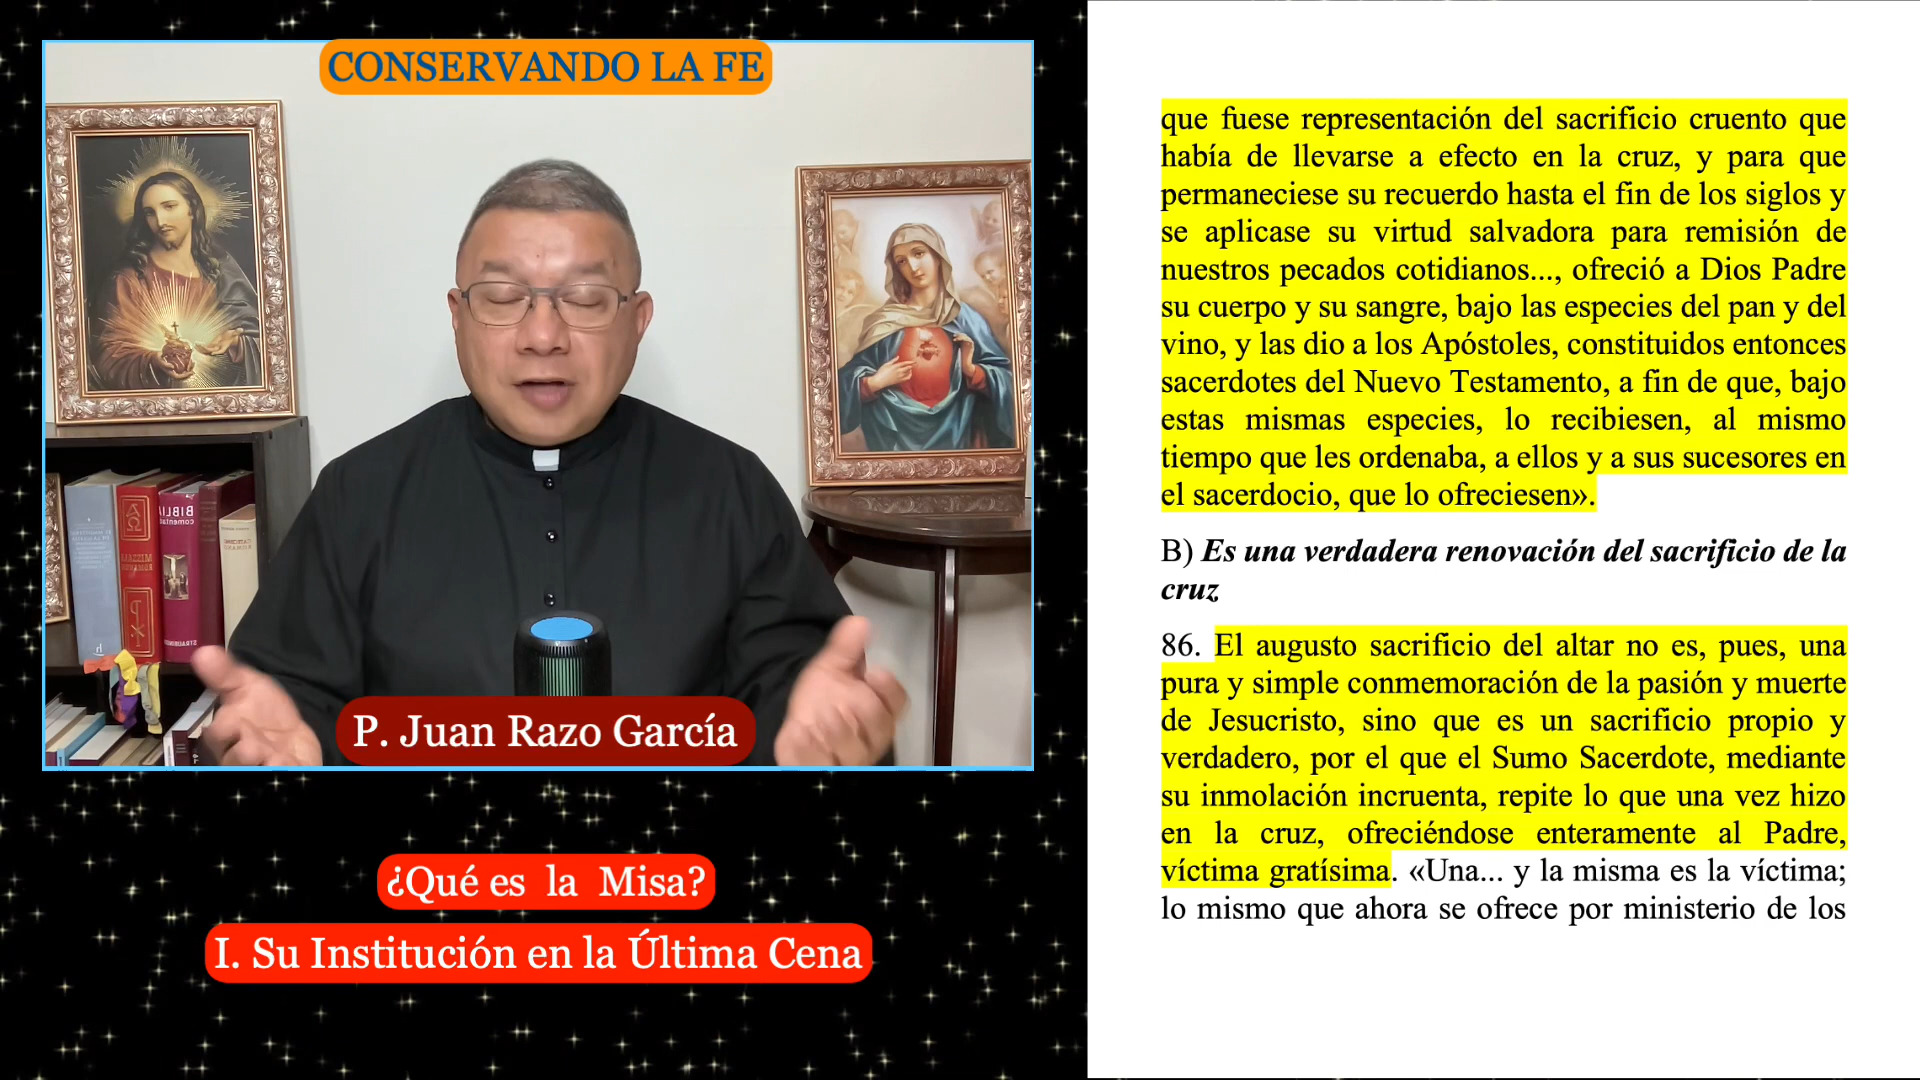 CONSERVANDO LA FE
BIBLIA
comentada
P. Juan Razo García
¿Qué es la Misa?
I. Su Institución en la Última Cena
que fuese representación del sacrificio cruento que
había de llevarse a efecto en la cruz, y para que
permaneciese su recuerdo hasta el fin de los siglos y
se aplicase su virtud salvadora para remisión de
nuestros pecados cotidianos..., ofreció a Dios Padre
su cuerpo y su sangre, bajo las especies del pan y del
vino, y las dio a los Apóstoles, constituidos entonces
sacerdotes del Nuevo Testamento, a fin de que, bajo
estas mismas especies, lo recibiesen, al mismo
tiempo que les ordenaba, a ellos y a sus sucesores en
el sacerdocio, que lo ofreciesen».
B) Es una verdadera renovación del sacrificio de la
cruz
86. El augusto sacrificio del altar no es, pues, una
pura y simple conmemoración de la pasión y muerte
de Jesucristo, sino que es un sacrificio propio y
verdadero, por el que el Sumo Sacerdote, mediante
su inmolación incruenta, repite lo que una vez hizo
en la cruz, ofreciéndose enteramente al Padre,
víctima gratísima. «Una... y la misma es la víctima;
lo mismo que ahora se ofrece por ministerio de los